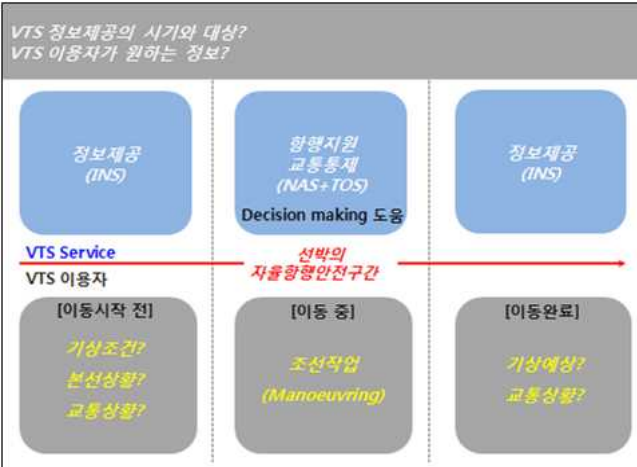 VTS 정보제공의 시기와 대상?
VTS 이용자가 원하는 정보?
정보제공
(INS)
항행지원
교통통제
(NAS+TOS)
Decision making 도움
정보제공
(INS)
VTS Service
선박의
자율항행안전구간
VTS 이용자
[이동시작 전]
기상조건?
본선상황?
교통상황?
[이동 중]
조선작업
(Manoeuvring)
[이동완료]
기상예상?
교통상황?